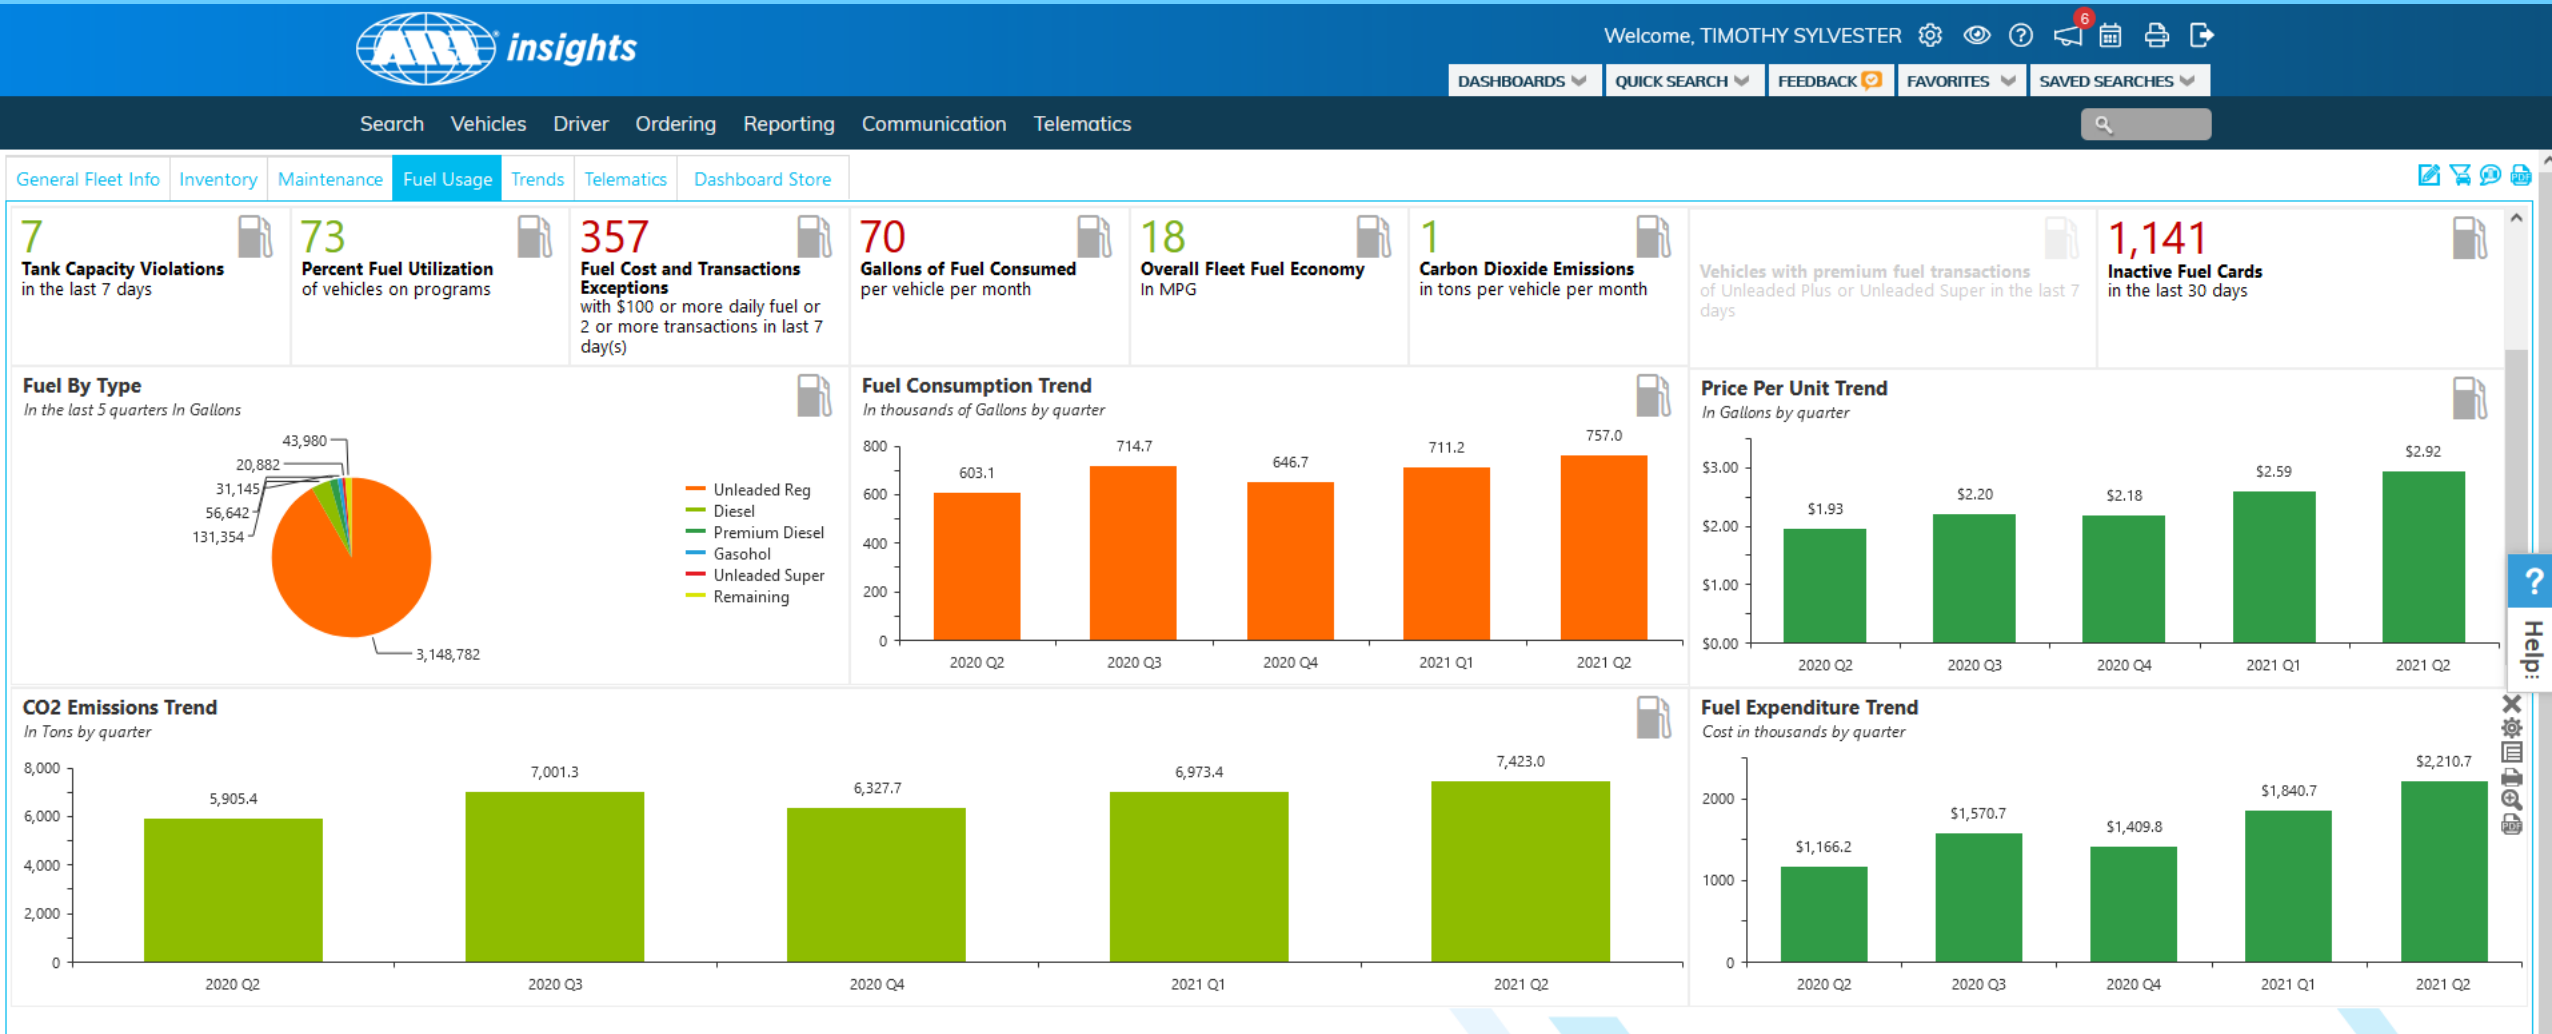 ARI insights
Welcome, TIMOTHY SYLVESTER
6
DASHBOARDS
QUICK SEARCH
FEEDBACK
FAVORITES
SAVED SEARCHES
Search Vehicles Driver Ordering Reporting Communication Telematics
General Fleet Info Inventory Maintenance Fuel Usage Trends Telematics Dashboard Store
PDF
7
Tank Capacity Violations
in the last 7 days
73
Percent Fuel Utilization
of vehicles on programs
357
Fuel Cost and Transactions
Exceptions
with $100 or more daily fuel or
2 or more transactions in last 7
day(s)
70
Gallons of Fuel Consumed
per vehicle per month
18
Overall Fleet Fuel Economy
In MPG
1
Carbon Dioxide Emissions
in tons per vehicle per month
Vehicles with premium fuel transactions
of Unleaded Plus or Unleaded Super in the last 7
days
1,141
Inactive Fuel Cards
in the last 30 days
Fuel By Type
In the last 5 quarters In Gallons
43,980
20,882
31,145
56,642
131,354
3,148,782
Unleaded Reg
Diesel
Premium Diesel
Gasohol
Unleaded Super
Remaining
Fuel Consumption Trend
In thousands of Gallons by quarter
800
600
400
200
0
603.1
714.7
646.7
711.2
757.0
2020 Q2 2020 Q3 2020 Q4 2021 Q1 2021 Q2
Price Per Unit Trend
In Gallons by quarter
$3.00
$2.00
$1.00
$0.00
$1.93
$2.20
$2.18
$2.59
$2.92
2020 Q2 2020 Q3 2020 Q4 2021 Q1 2021 Q2
?
Help::
CO2 Emissions Trend
In Tons by quarter
8,000
6,000
4,000
2,000
0
5,905.4
7,001.3
6,327.7
6,973.4
7,423.0
2020 Q2 2020 Q3 2020 Q4 2021 Q1 2021 Q2
Fuel Expenditure Trend
Cost in thousands by quarter
2000
1000
0
$1,166.2
$1,570.7
$1,409.8
$1,840.7
$2,210.7
2020 Q2 2020 Q3 2020 Q4 2021 Q1 2021 Q2
PDF